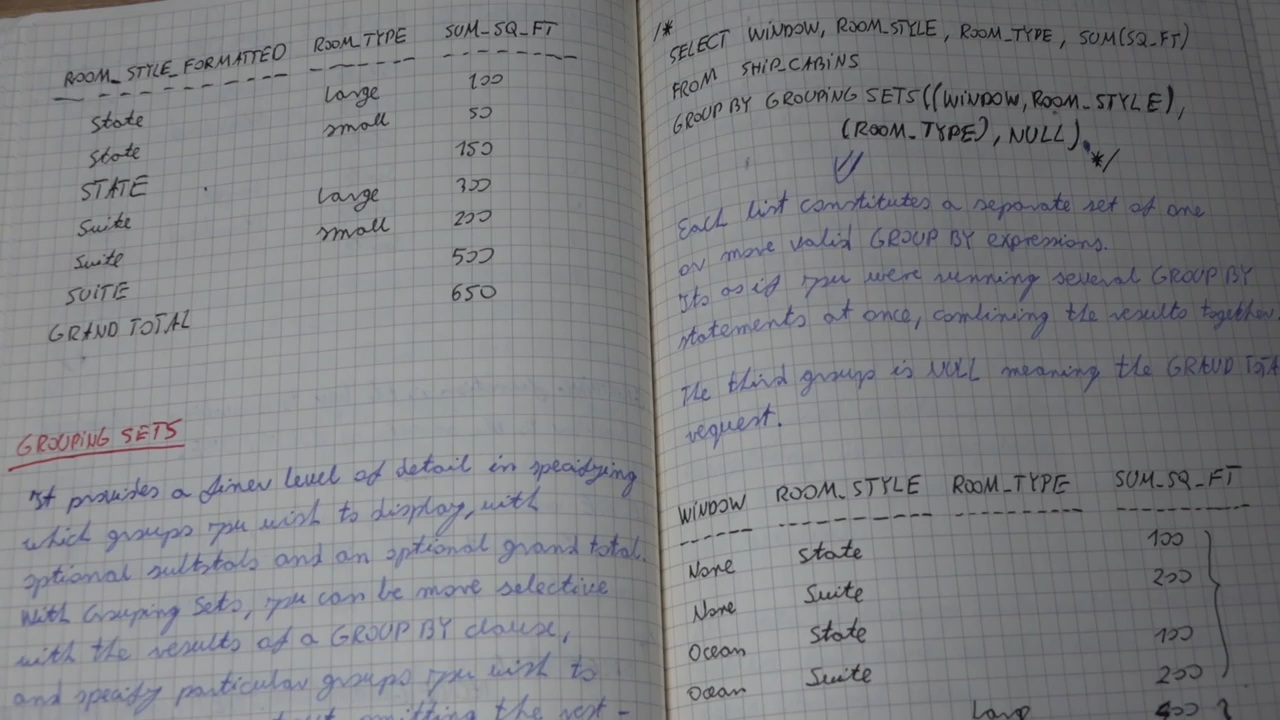 ROOM_STYLE_FORMATTED ROOM_TYPE SUM_SQ_FT
State Large 100
State small 50
STATE 150
Suite Large 300
Suite small 200
SUITE 500
GRAND TOTAL 650
GROUPING SETS
It provides a finer level of detail in specifying
which groups you wish to display, with
optional subtotals and an optional grand total.
With Grouping Sets, you can be more selective
with the results of a GROUP BY clause,
and specify particular groups you wish to
omitting the rest -
/*
SELECT WINDOW, ROOM_STYLE, ROOM_TYPE, SUM(SQ_FT)
FROM SHIP_CABINS
GROUP BY GROUPING SETS((WINDOW, ROOM_STYLE),
(ROOM_TYPE), NULL).
*/
Each list constitutes a separate set of one
or more valid GROUP BY expressions.
Its as if you were running several GROUP BY
statements at once, combining the results together.
The third group is NULL meaning the GRAND TOTA
request.
WINDOW ROOM_STYLE ROOM_TYPE SUM_SQ_FT
None State 100
None Suite 200
Ocean State 100
Ocean Suite 200